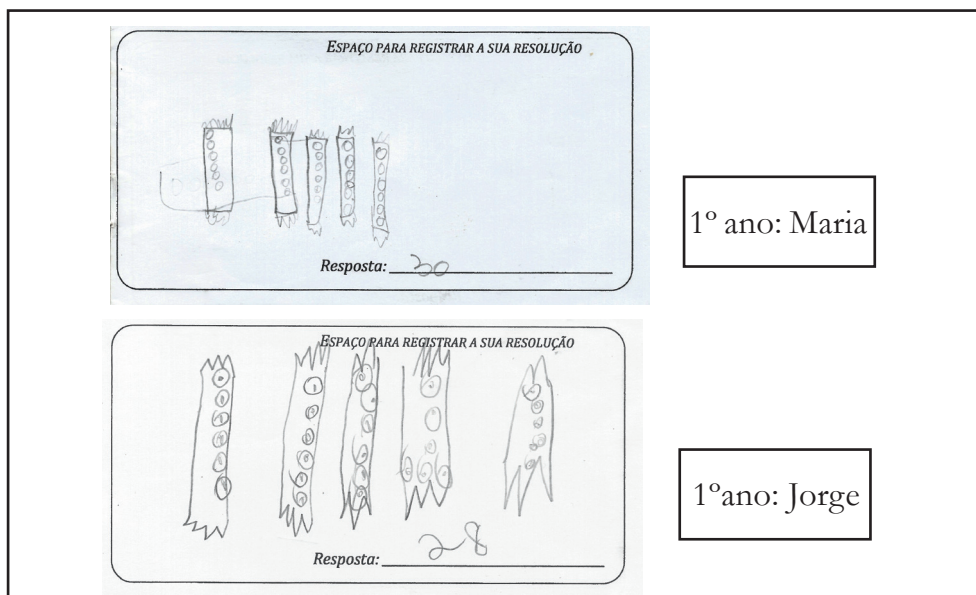 ESPAÇO PARA REGISTRAR A SUA RESOLUÇÃO
Resposta: 30
1º ano: Maria
ESPAÇO PARA REGISTRAR A SUA RESOLUÇÃO
Resposta: 28
1ºano: Jorge